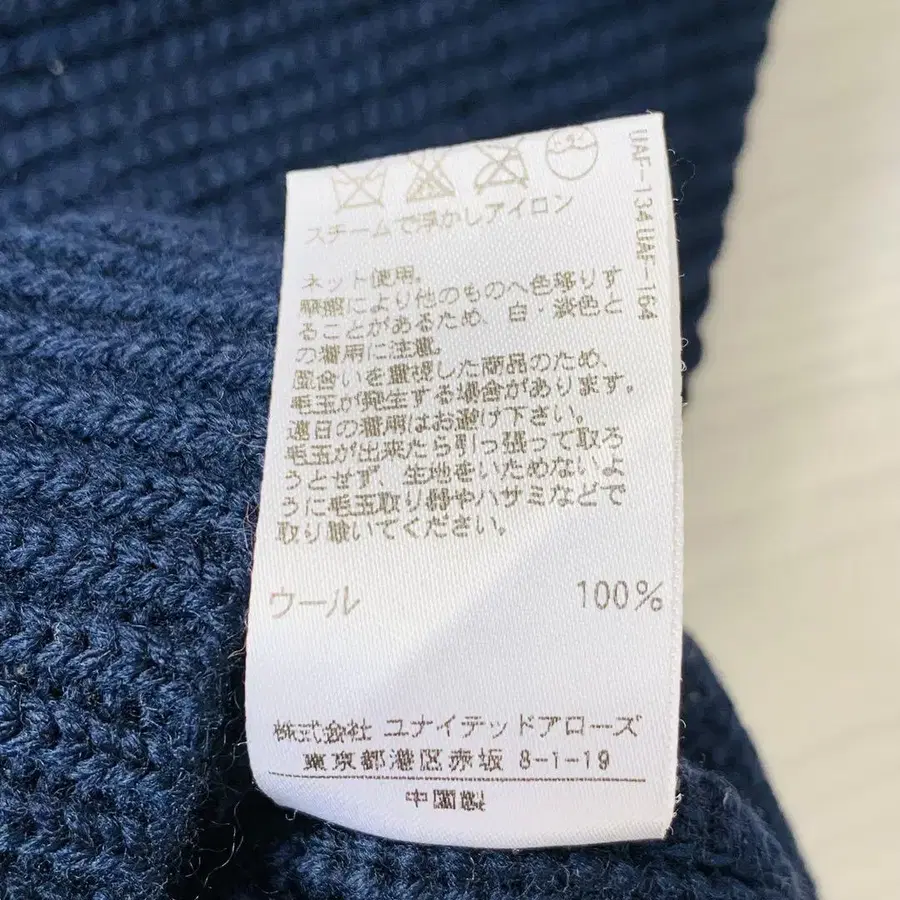 スチームで浮かしアイロン
ネット使用。
摩擦により他のものへ色移りす
ることがあるため、白・淡色と
の着用に注意。
風合いを重視した商品のため、
毛玉が発生する場合があります。
連日の着用はお避け下さい。
毛玉が出来たら引っ張って取ろ
うとせず、生地をいためないよ
うに毛玉取り器やハサミなどで
取り除いてください。
ウール 100%
株式会社 ユナイテッドアローズ
東京都港区赤坂 8-1-19
中国製
UAF-134 UAF-164